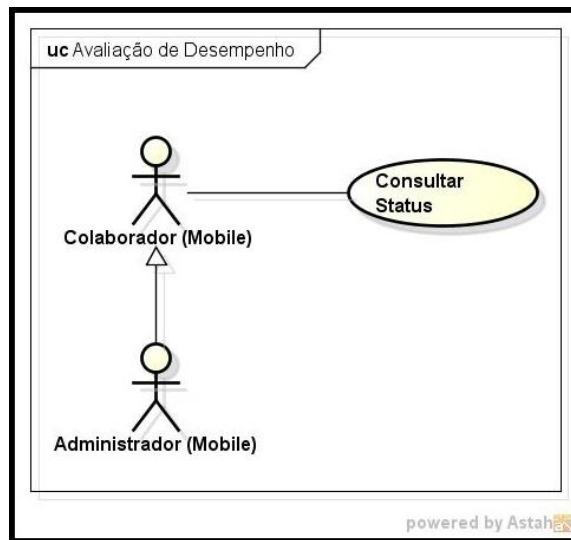 uc Avaliação de Desempenho
Consultar
Status
Colaborador (Mobile)
Administrador (Mobile)
powered by Astah